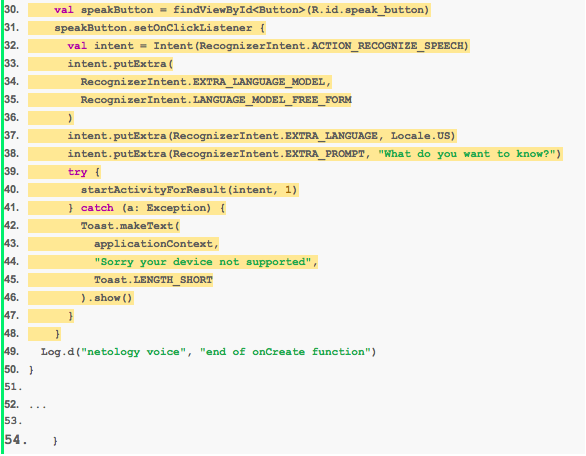 30. val speakButton = findViewById<Button>(R.id.speak_button)
31. speakButton.setOnClickListener {
32. val intent = Intent(RecognizerIntent.ACTION_RECOGNIZE_SPEECH)
33. intent.putExtra(
34. RecognizerIntent.EXTRA_LANGUAGE_MODEL,
35. RecognizerIntent.LANGUAGE_MODEL_FREE_FORM
36. )
37. intent.putExtra(RecognizerIntent.EXTRA_LANGUAGE, Locale.US)
38. intent.putExtra(RecognizerIntent.EXTRA_PROMPT, "What do you want to know?")
39. try {
40. startActivityForResult(intent, 1)
41. } catch (a: Exception) {
42. Toast.makeText(
43. applicationContext,
44. "Sorry your device not supported",
45. Toast.LENGTH_SHORT
46. ).show()
47. }
48. }
49. Log.d("netology voice", "end of onCreate function")
50. }
51.
52. ...
53.
54. }